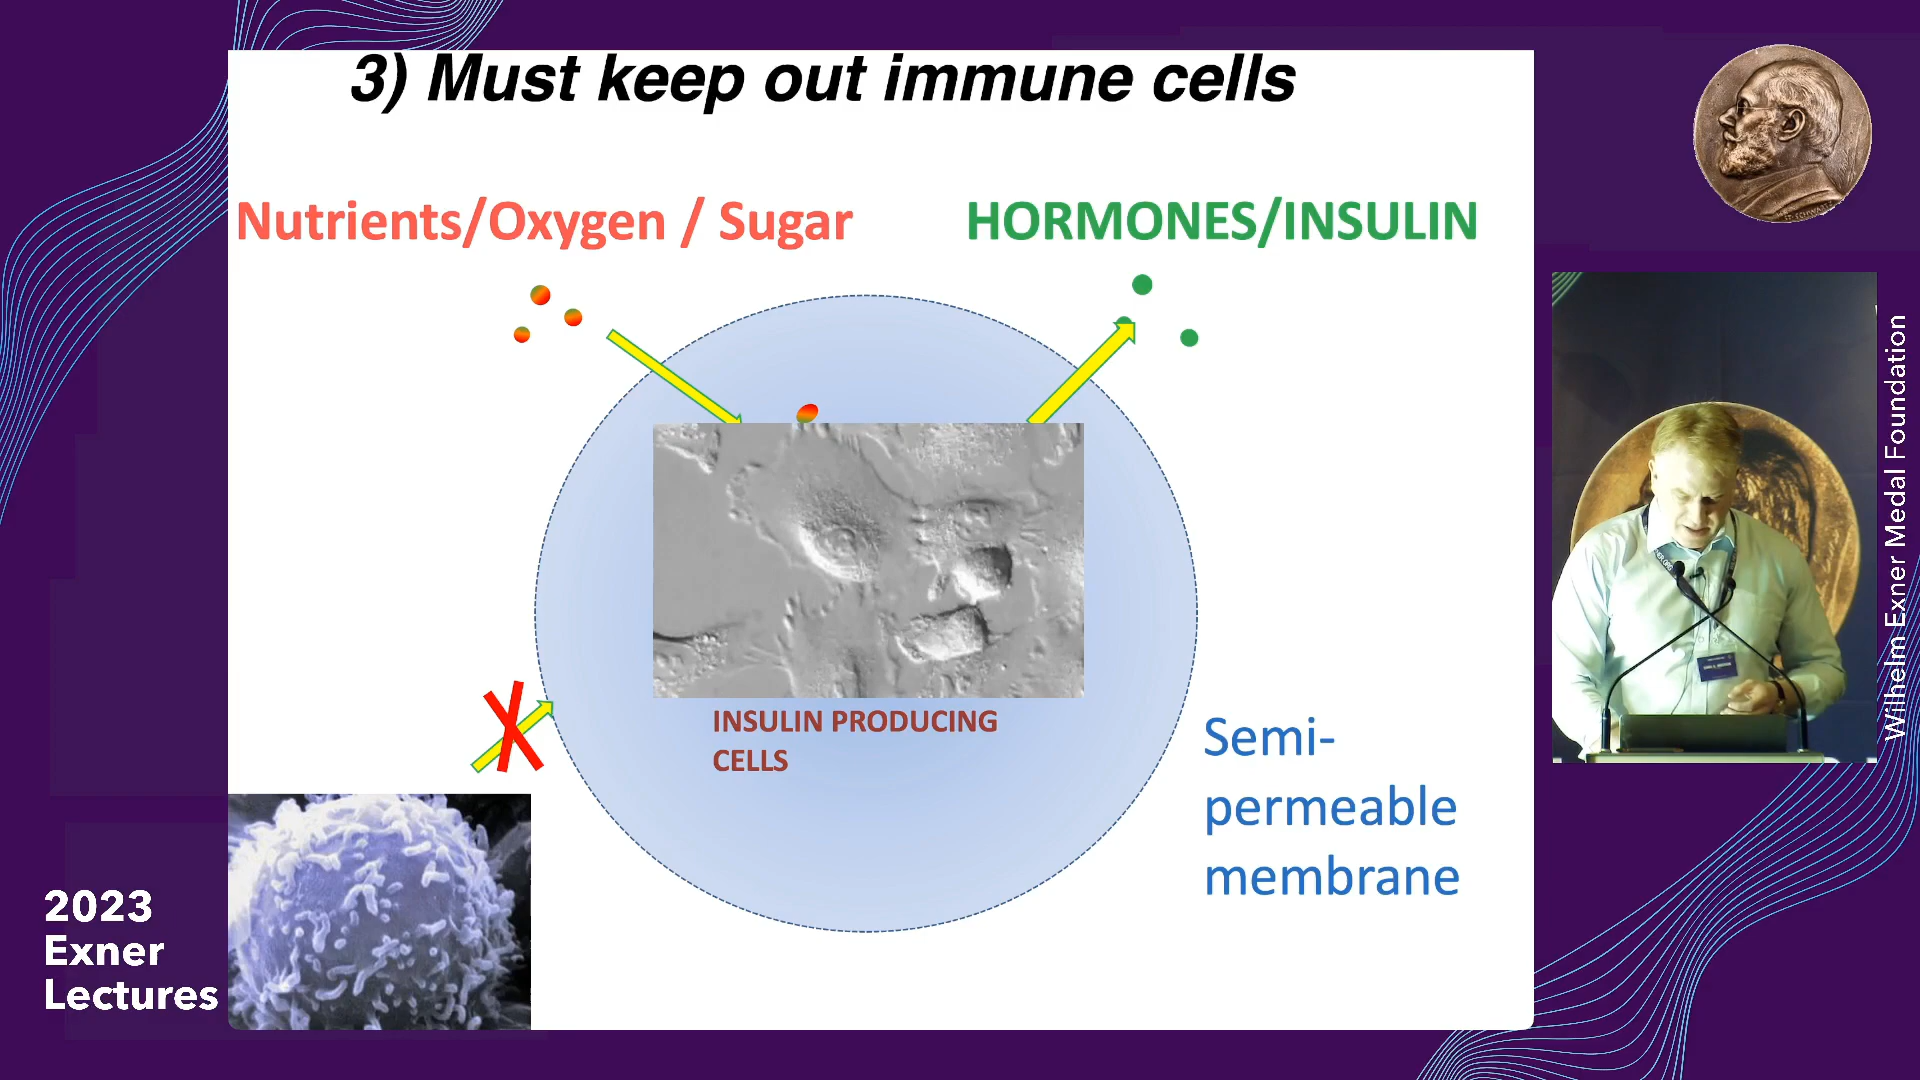 3) Must keep out immune cells
Nutrients/Oxygen / Sugar
HORMONES/INSULIN
INSULIN PRODUCING
CELLS
Semi-
permeable
membrane
2023
Exner
Lectures
Wilhelm Exner Medal Foundation